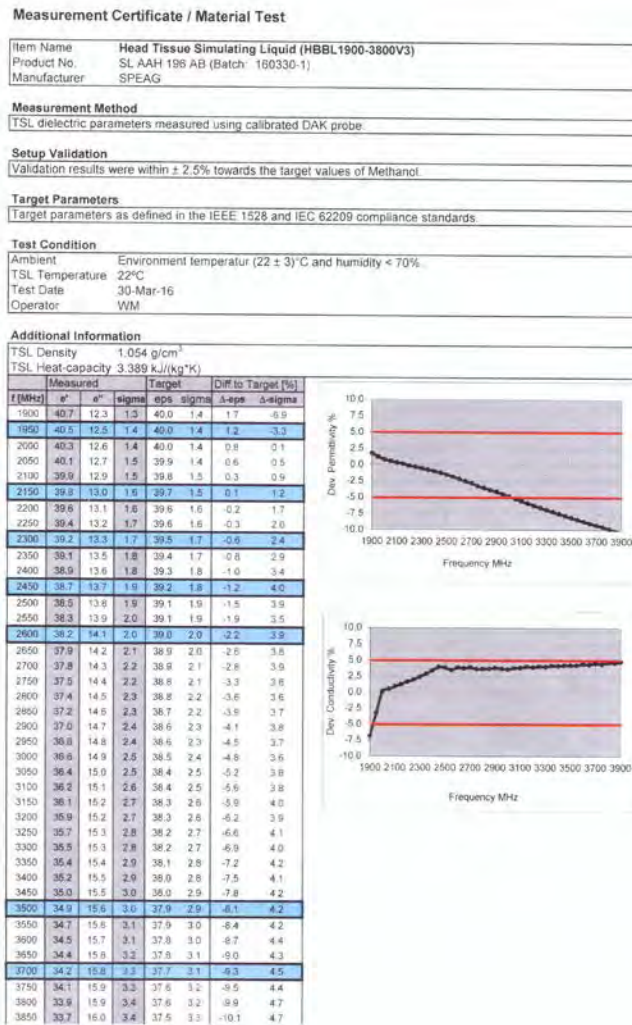 Measurement Certificate / Material Test
Item Name Head Tissue Simulating Liquid (HBBL1900-3800V3)
Product No. SL AAH 196 AB (Batch: 160330-1)
Manufacturer SPEAG
Measurement Method
TSL dielectric parameters measured using calibrated DAK probe.
Setup Validation
Validation results were within ± 2.5% towards the target values of Methanol.
Target Parameters
Target parameters as defined in the IEEE 1528 and IEC 62209 compliance standards.
Test Condition
Ambient Environment temperatur (22 ± 3)°C and humidity < 70%.
TSL Temperature 22°C
Test Date 30-Mar-16
Operator WM
Additional Information
TSL Density 1.054 g/cm³
TSL Heat-capacity 3.389 kJ/(kg*K)
Measured Target Diff to Target [%]
f [MHz] e' e'' sigma eps sigma Δ-eps Δ-sigma
1900 40.7 12.3 1.3 40.0 1.4 1.7 -6.9
1950 40.5 12.5 1.4 40.0 1.4 1.2 -3.3
2000 40.3 12.6 1.4 40.0 1.4 0.8 0.1
2050 40.1 12.7 1.5 39.9 1.4 0.6 0.5
2100 39.9 12.9 1.5 39.8 1.5 0.3 0.9
2150 39.8 13.0 1.6 39.7 1.5 0.1 1.2
2200 39.6 13.1 1.6 39.6 1.6 -0.2 1.7
2250 39.4 13.2 1.7 39.6 1.6 -0.3 2.0
2300 39.2 13.3 1.7 39.5 1.7 -0.6 2.4
2350 39.1 13.5 1.8 39.4 1.7 -0.8 2.9
2400 38.9 13.6 1.8 39.3 1.8 -1.0 3.4
2450 38.7 13.7 1.9 39.2 1.8 -1.2 4.0
2500 38.5 13.8 1.9 39.1 1.9 -1.5 3.9
2550 38.3 13.9 2.0 39.1 1.9 -1.9 3.5
2600 38.2 14.1 2.0 39.0 2.0 -2.2 3.9
2650 37.9 14.2 2.1 38.9 2.0 -2.5 3.8
2700 37.8 14.3 2.2 38.9 2.1 -2.8 3.9
2750 37.5 14.4 2.2 38.8 2.1 -3.3 3.8
2800 37.4 14.5 2.3 38.8 2.2 -3.6 3.6
2850 37.2 14.6 2.3 38.7 2.2 -3.9 3.7
2900 37.0 14.7 2.4 38.6 2.3 -4.1 3.8
2950 36.8 14.8 2.4 38.6 2.3 -4.5 3.7
3000 36.6 14.9 2.5 38.5 2.4 -4.8 3.6
3050 36.4 15.0 2.5 38.4 2.5 -5.2 3.8
3100 36.2 15.1 2.6 38.4 2.5 -5.6 3.8
3150 36.1 15.2 2.7 38.3 2.6 -5.9 4.0
3200 35.9 15.2 2.7 38.3 2.6 -6.2 3.9
3250 35.7 15.3 2.8 38.2 2.7 -6.6 4.1
3300 35.5 15.3 2.8 38.2 2.7 -6.9 4.0
3350 35.4 15.4 2.9 38.1 2.8 -7.2 4.2
3400 35.2 15.5 2.9 38.0 2.8 -7.5 4.1
3450 35.0 15.5 3.0 38.0 2.9 -7.8 4.2
3500 34.9 15.6 3.0 37.9 2.9 -8.1 4.2
3550 34.7 15.6 3.1 37.9 3.0 -8.4 4.2
3600 34.5 15.7 3.1 37.8 3.0 -8.7 4.4
3650 34.4 15.8 3.2 37.8 3.1 -9.0 4.3
3700 34.2 15.8 3.3 37.7 3.1 -9.3 4.5
3750 34.1 15.9 3.3 37.6 3.2 -9.5 4.4
3800 33.9 15.9 3.4 37.6 3.2 -9.9 4.7
3850 33.7 16.0 3.4 37.5 3.3 -10.1 4.7
Dev. Permittivity %
10.0
7.5
5.0
2.5
0.0
-2.5
-5.0
-7.5
-10.0
1900 2100 2300 2500 2700 2900 3100 3300 3500 3700 3900
Frequency MHz
Dev. Conductivity %
10.0
7.5
5.0
2.5
0.0
-2.5
-5.0
-7.5
-10.0
1900 2100 2300 2500 2700 2900 3100 3300 3500 3700 3900
Frequency MHz